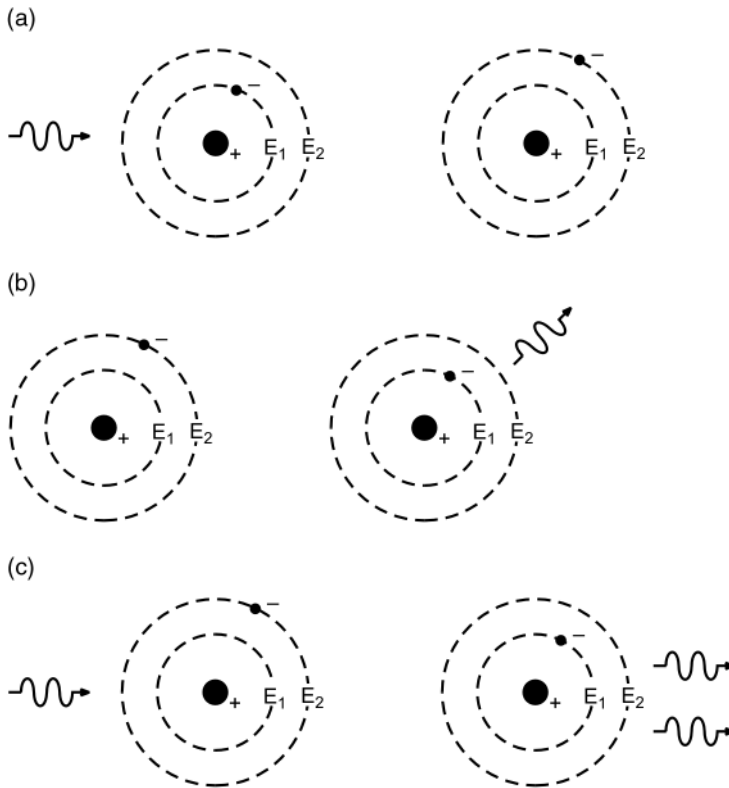 (a)
− −
+ E₁ E₂ + E₁ E₂
(b)
− −
+ E₁ E₂ + E₁ E₂
(c)
− −
+ E₁ E₂ + E₁ E₂